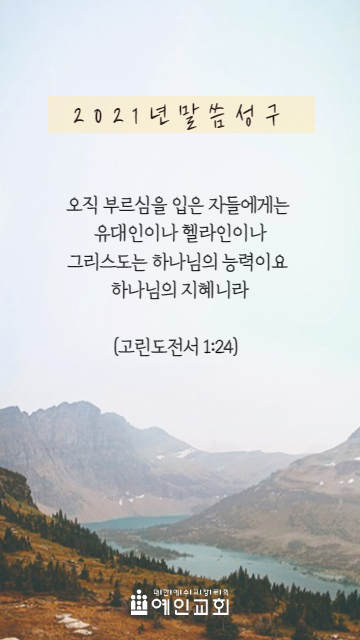 2021년말씀성구
오직 부르심을 입은 자들에게는
유대인이나 헬라인이나
그리스도는 하나님의 능력이요
하나님의 지혜니라
(고린도전서 1:24)
예인교회